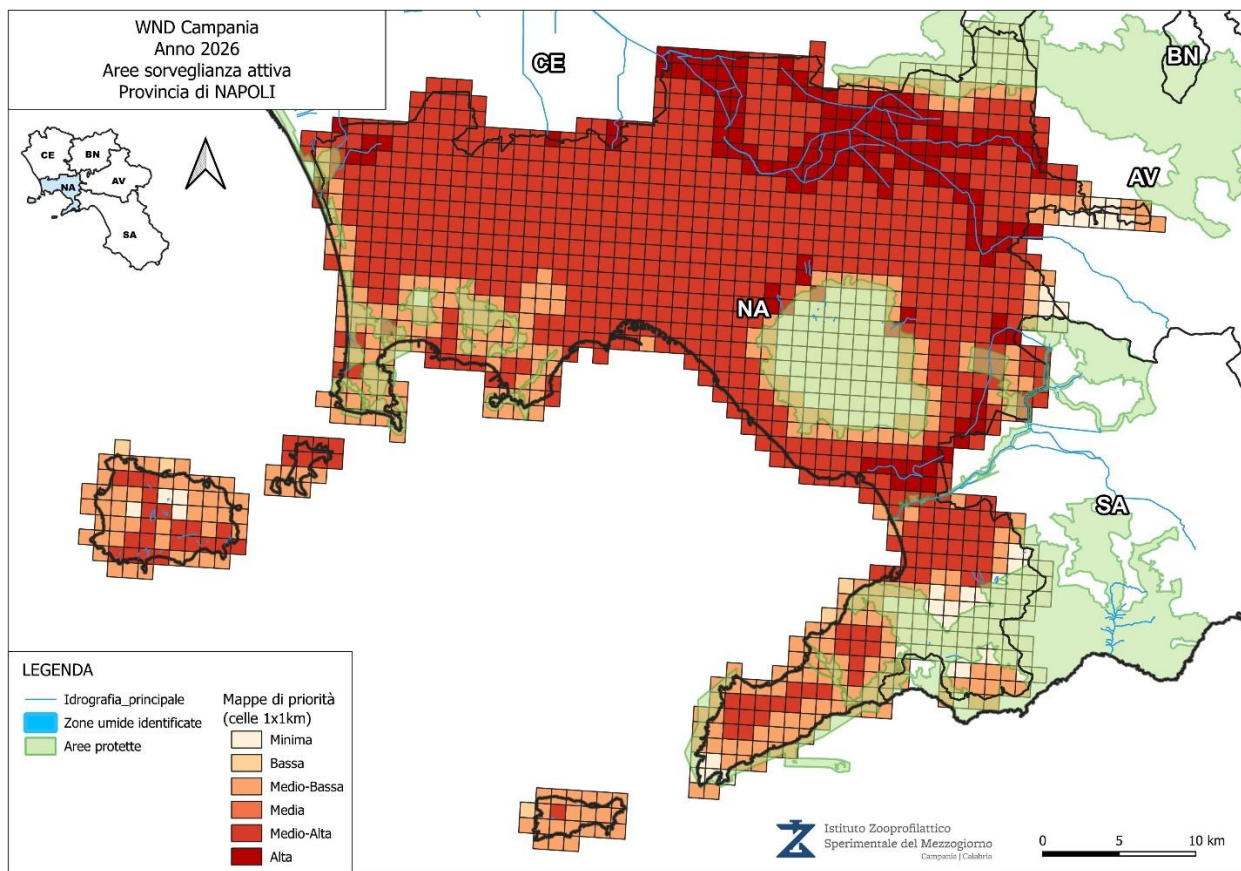 WND Campania
Anno 2026
Aree sorveglianza attiva
Provincia di NAPOLI
CE
BN
NA
AV
SA
CE
BN
AV
NA
SA
LEGENDA
Idrografia_principale
Zone umide identificate
Aree protette
Mappe di priorità
(celle 1x1km)
Minima
Bassa
Medio-Bassa
Media
Medio-Alta
Alta
Istituto Zooprofilattico
Sperimentale del Mezzogiorno
Campania | Calabria
0 5 10 km